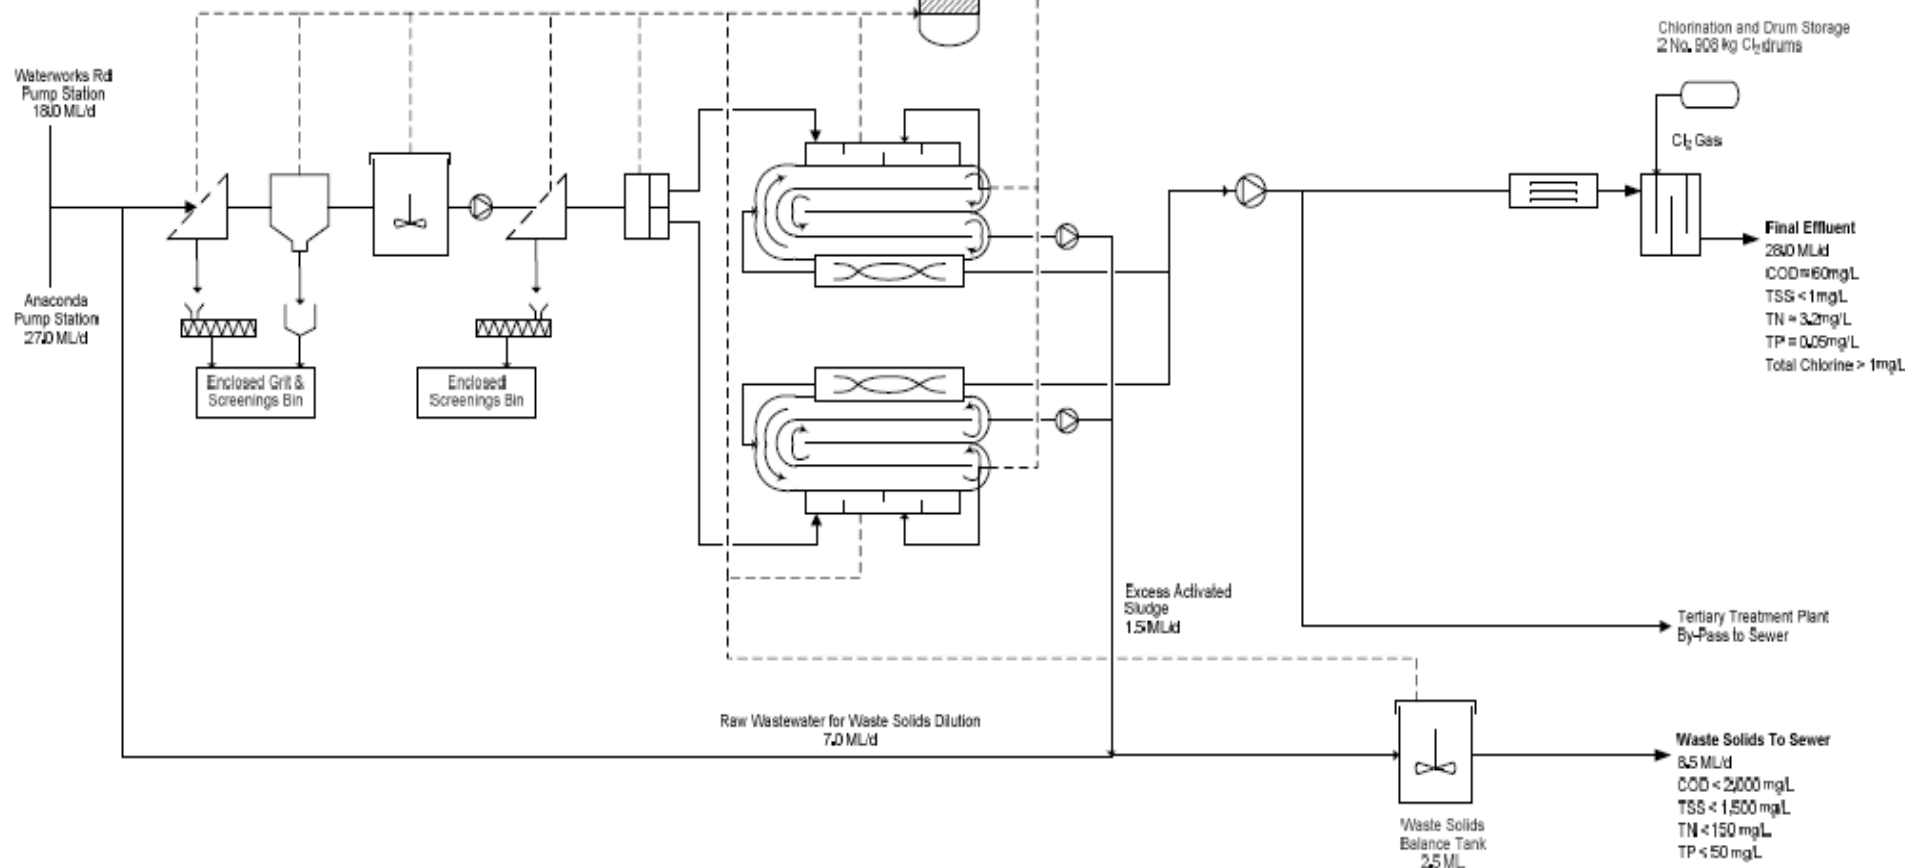 Chlorination and Drum Storage
2 No. 908 kg Cl2 drums
Waterworks Rd
Pump Station
18.0 ML/d
Cl2 Gas
Final Effluent
28.0 ML/d
COD = 60mg/L
TSS < 1mg/L
TN = 3.2mg/L
TP = 0.05mg/L
Total Chlorine > 1mg/L
Anaconda
Pump Station
27.0 ML/d
Enclosed Grit &
Screenings Bin
Enclosed
Screenings Bin
Excess Activated
Sludge
1.5 ML/d
Tertiary Treatment Plant
By-Pass to Sewer
Raw Wastewater for Waste Solids Dilution
7.0 ML/d
Waste Solids To Sewer
8.5 ML/d
COD < 2,000 mg/L
TSS < 1,500 mg/L
TN < 150 mg/L
TP < 50 mg/L
Waste Solids
Balance Tank
2.5 ML